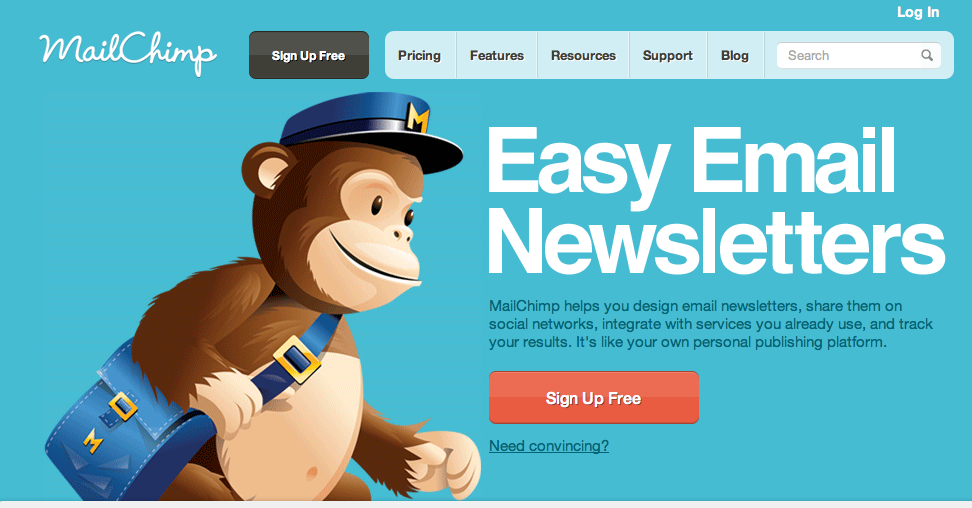 Log In
MailChimp
Sign Up Free
Pricing
Features
Resources
Support
Blog
Search
M
Easy Email
Newsletters
MailChimp helps you design email newsletters, share them on
social networks, integrate with services you already use, and track
your results. It's like your own personal publishing platform.
Sign Up Free
M
Need convincing?